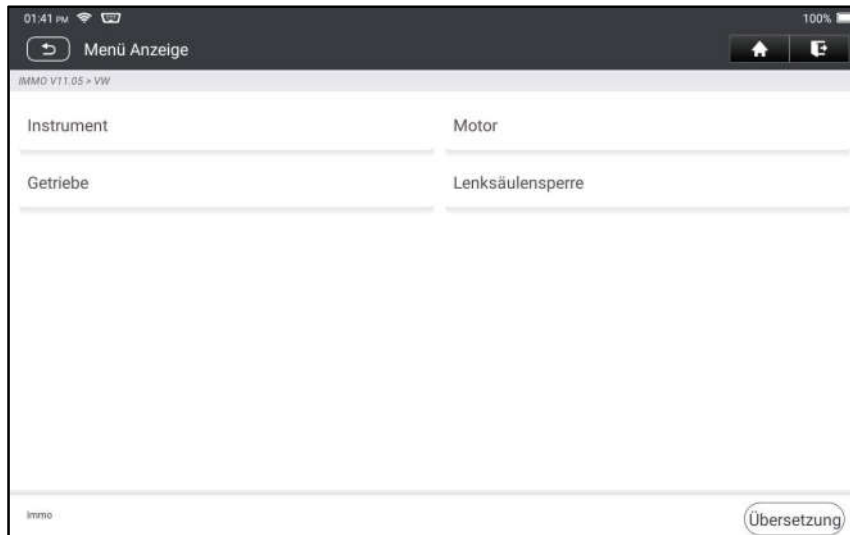 01:41 PM 100%
Menü Anzeige
IMMO V11.05 > VW
Instrument Motor
Getriebe Lenksäulensperre
Immo Übersetzung